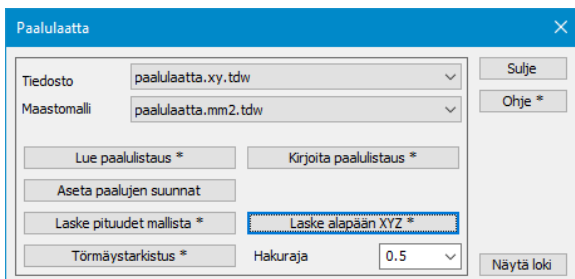 Paalulaatta
Tiedosto paalulaatta.xy.tdw Sulje
Maastomalli paalulaatta.mm2.tdw Ohje *
Lue paalulistaus * Kirjoita paalulistaus *
Aseta paalujen suunnat
Laske pituudet mallista * Laske alapään XYZ *
Törmäystarkistus * Hakuraja 0.5 Näytä loki